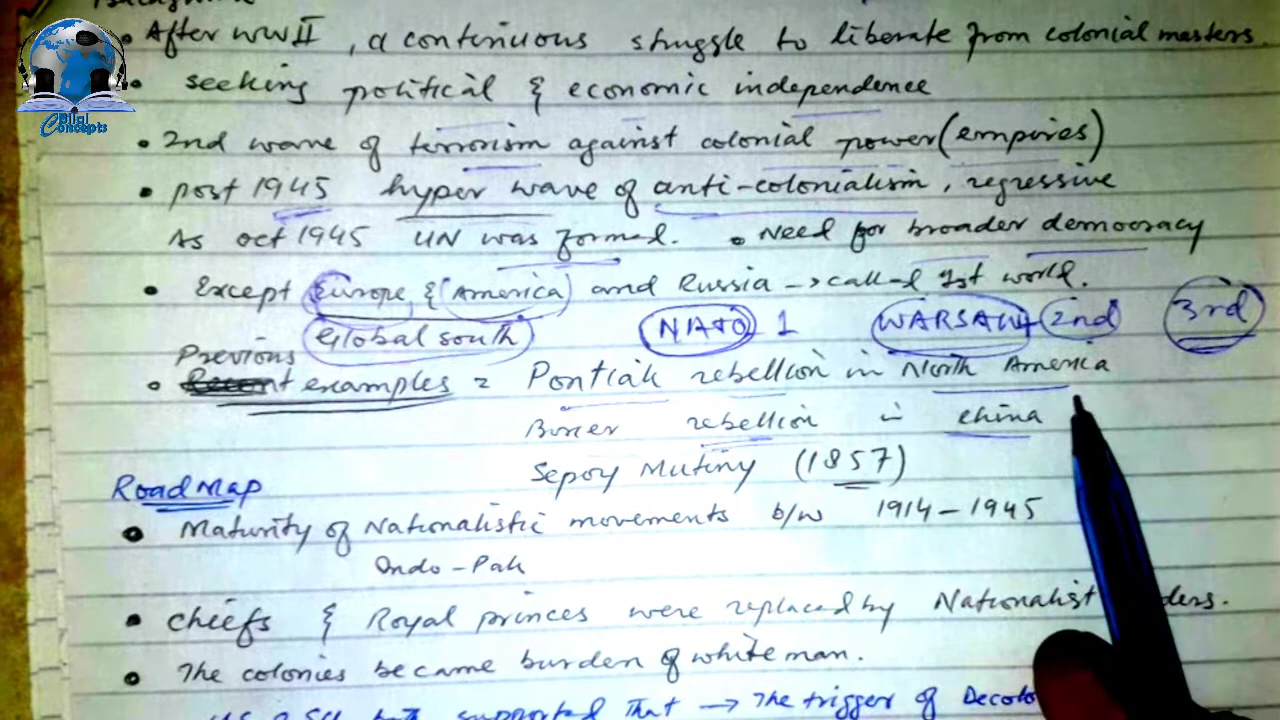 Background
• After WWII, a continuous struggle to liberate from colonial masters.
• seeking political & economic independence
• 2nd wave of terrorism against colonial power (empires)
• post 1945 hyper wave of anti-colonialism, regressive
As oct 1945 UN was formed. • Need for broader democracy
• Except Europe & (America) and Russia → called 1st world.
Global south NATO 1 WARSAW 2nd 3rd
Previous
• examples = Pontiak rebellion in North America
Boxer rebellion in china
Sepoy Mutiny (1857)
Road Map
• Maturity of Nationalistic movements b/w 1914-1945
Indo-Pak
• chiefs & Royal princes were replaced by Nationalist
• The colonies became burden of white man.
supported That → The trigger of
Bilal
Concepts